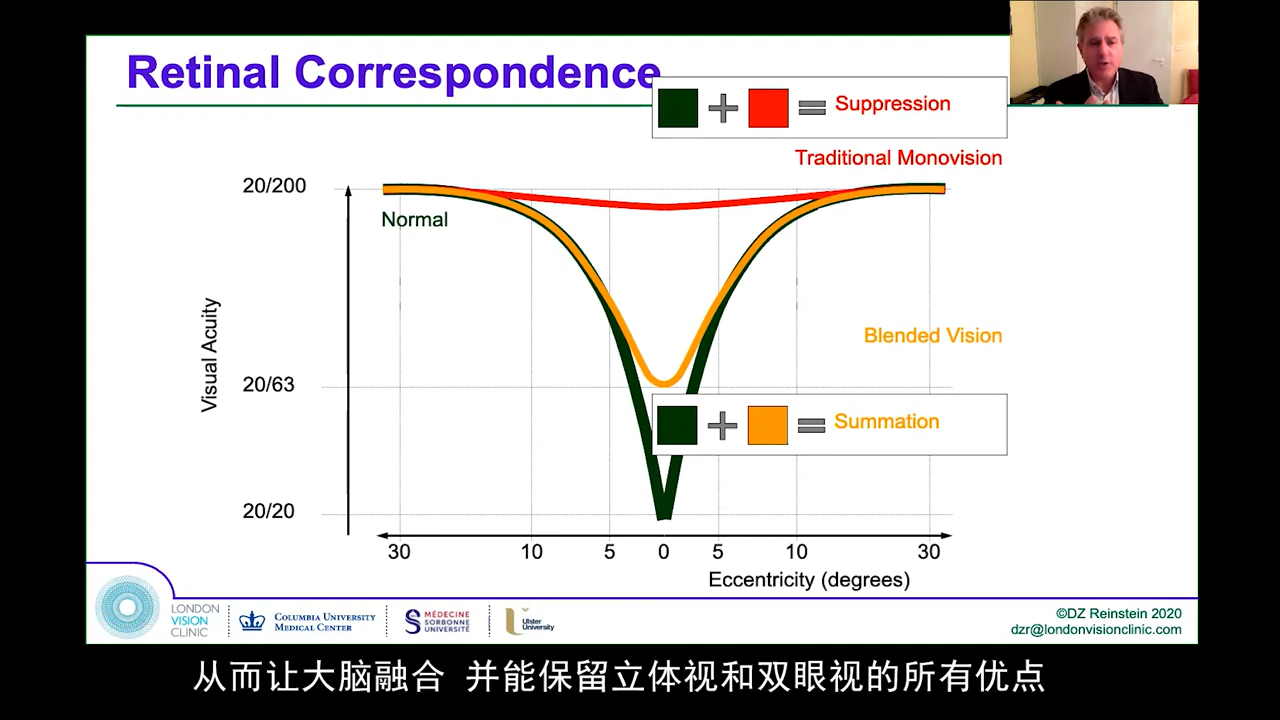 Retinal Correspondence
Suppression
Traditional Monovision
20/200
Normal
Visual Acuity
Blended Vision
20/63
Summation
20/20
30 10 5 0 5 10 30
Eccentricity (degrees)
LONDON
VISION
CLINIC
COLUMBIA UNIVERSITY
MEDICAL CENTER
MÉDECINE
SORBONNE
UNIVERSITÉ
Ulster
University
©DZ Reinstein 2020
dzr@londonvisionclinic.com
从而让大脑融合 并能保留立体视和双眼视的所有优点